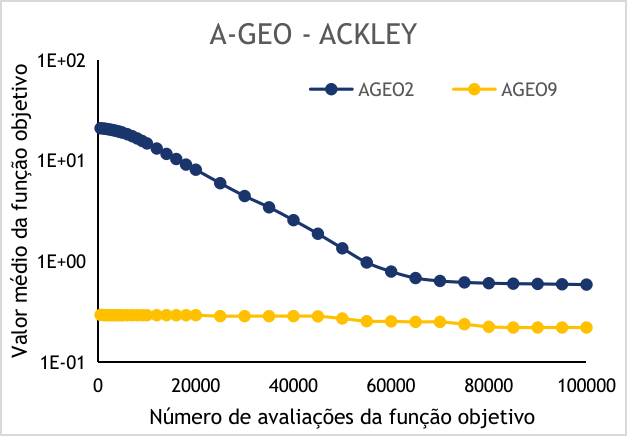 A-GEO - ACKLEY
AGEO2
AGEO9
Valor médio da função objetivo
1E+02
1E+01
1E+00
1E-01
0 20000 40000 60000 80000 100000
Número de avaliações da função objetivo